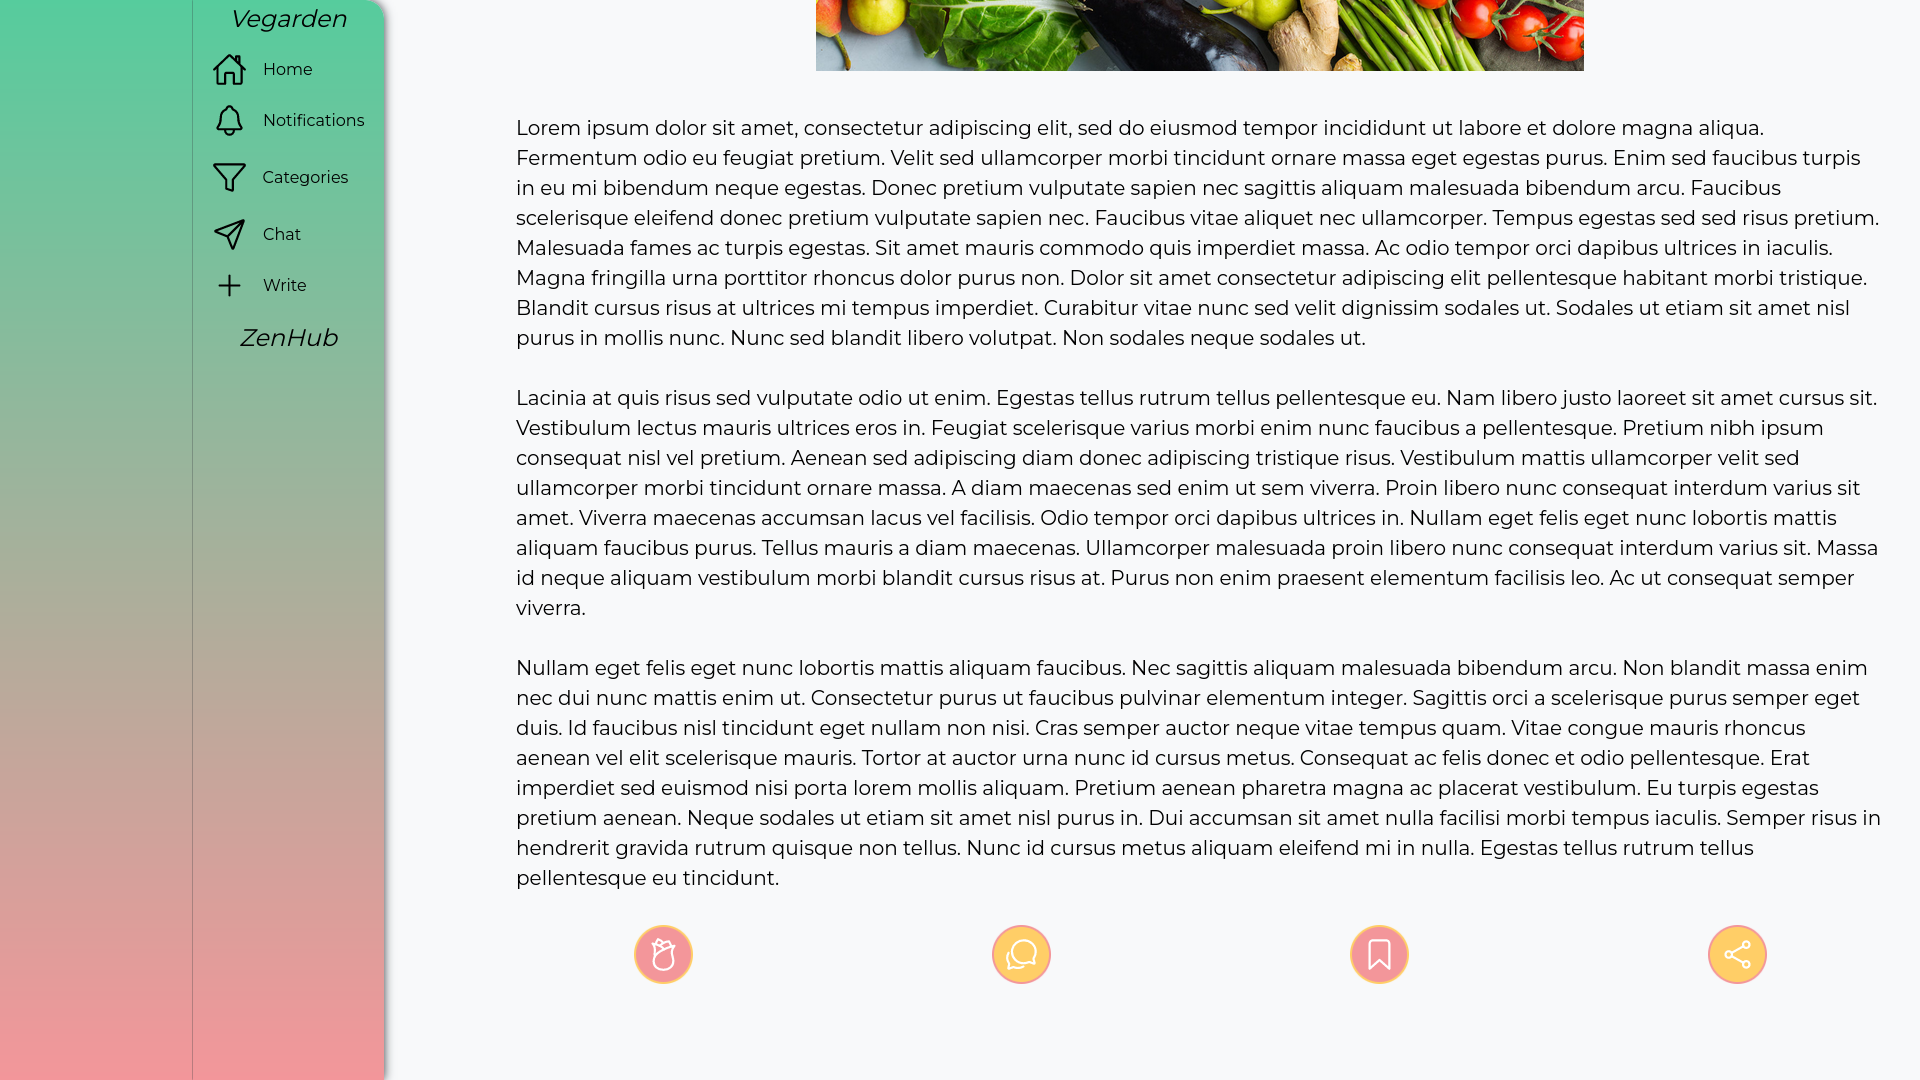 Vegarden
Home
Notifications
Categories
Chat
Write
ZenHub
Lorem ipsum dolor sit amet, consectetur adipiscing elit, sed do eiusmod tempor incididunt ut labore et dolore magna aliqua.
Fermentum odio eu feugiat pretium. Velit sed ullamcorper morbi tincidunt ornare massa eget egestas purus. Enim sed faucibus turpis
in eu mi bibendum neque egestas. Donec pretium vulputate sapien nec sagittis aliquam malesuada bibendum arcu. Faucibus
scelerisque eleifend donec pretium vulputate sapien nec. Faucibus vitae aliquet nec ullamcorper. Tempus egestas sed sed risus pretium.
Malesuada fames ac turpis egestas. Sit amet mauris commodo quis imperdiet massa. Ac odio tempor orci dapibus ultrices in iaculis.
Magna fringilla urna porttitor rhoncus dolor purus non. Dolor sit amet consectetur adipiscing elit pellentesque habitant morbi tristique.
Blandit cursus risus at ultrices mi tempus imperdiet. Curabitur vitae nunc sed velit dignissim sodales ut. Sodales ut etiam sit amet nisl
purus in mollis nunc. Nunc sed blandit libero volutpat. Non sodales neque sodales ut.
Lacinia at quis risus sed vulputate odio ut enim. Egestas tellus rutrum tellus pellentesque eu. Nam libero justo laoreet sit amet cursus sit.
Vestibulum lectus mauris ultrices eros in. Feugiat scelerisque varius morbi enim nunc faucibus a pellentesque. Pretium nibh ipsum
consequat nisl vel pretium. Aenean sed adipiscing diam donec adipiscing tristique risus. Vestibulum mattis ullamcorper velit sed
ullamcorper morbi tincidunt ornare massa. A diam maecenas sed enim ut sem viverra. Proin libero nunc consequat interdum varius sit
amet. Viverra maecenas accumsan lacus vel facilisis. Odio tempor orci dapibus ultrices in. Nullam eget felis eget nunc lobortis mattis
aliquam faucibus purus. Tellus mauris a diam maecenas. Ullamcorper malesuada proin libero nunc consequat interdum varius sit. Massa
id neque aliquam vestibulum morbi blandit cursus risus at. Purus non enim praesent elementum facilisis leo. Ac ut consequat semper
viverra.
Nullam eget felis eget nunc lobortis mattis aliquam faucibus. Nec sagittis aliquam malesuada bibendum arcu. Non blandit massa enim
nec dui nunc mattis enim ut. Consectetur purus ut faucibus pulvinar elementum integer. Sagittis orci a scelerisque purus semper eget
duis. Id faucibus nisl tincidunt eget nullam non nisi. Cras semper auctor neque vitae tempus quam. Vitae congue mauris rhoncus
aenean vel elit scelerisque mauris. Tortor at auctor urna nunc id cursus metus. Consequat ac felis donec et odio pellentesque. Erat
imperdiet sed euismod nisi porta lorem mollis aliquam. Pretium aenean pharetra magna ac placerat vestibulum. Eu turpis egestas
pretium aenean. Neque sodales ut etiam sit amet nisl purus in. Dui accumsan sit amet nulla facilisi morbi tempus iaculis. Semper risus in
hendrerit gravida rutrum quisque non tellus. Nunc id cursus metus aliquam eleifend mi in nulla. Egestas tellus rutrum tellus
pellentesque eu tincidunt.